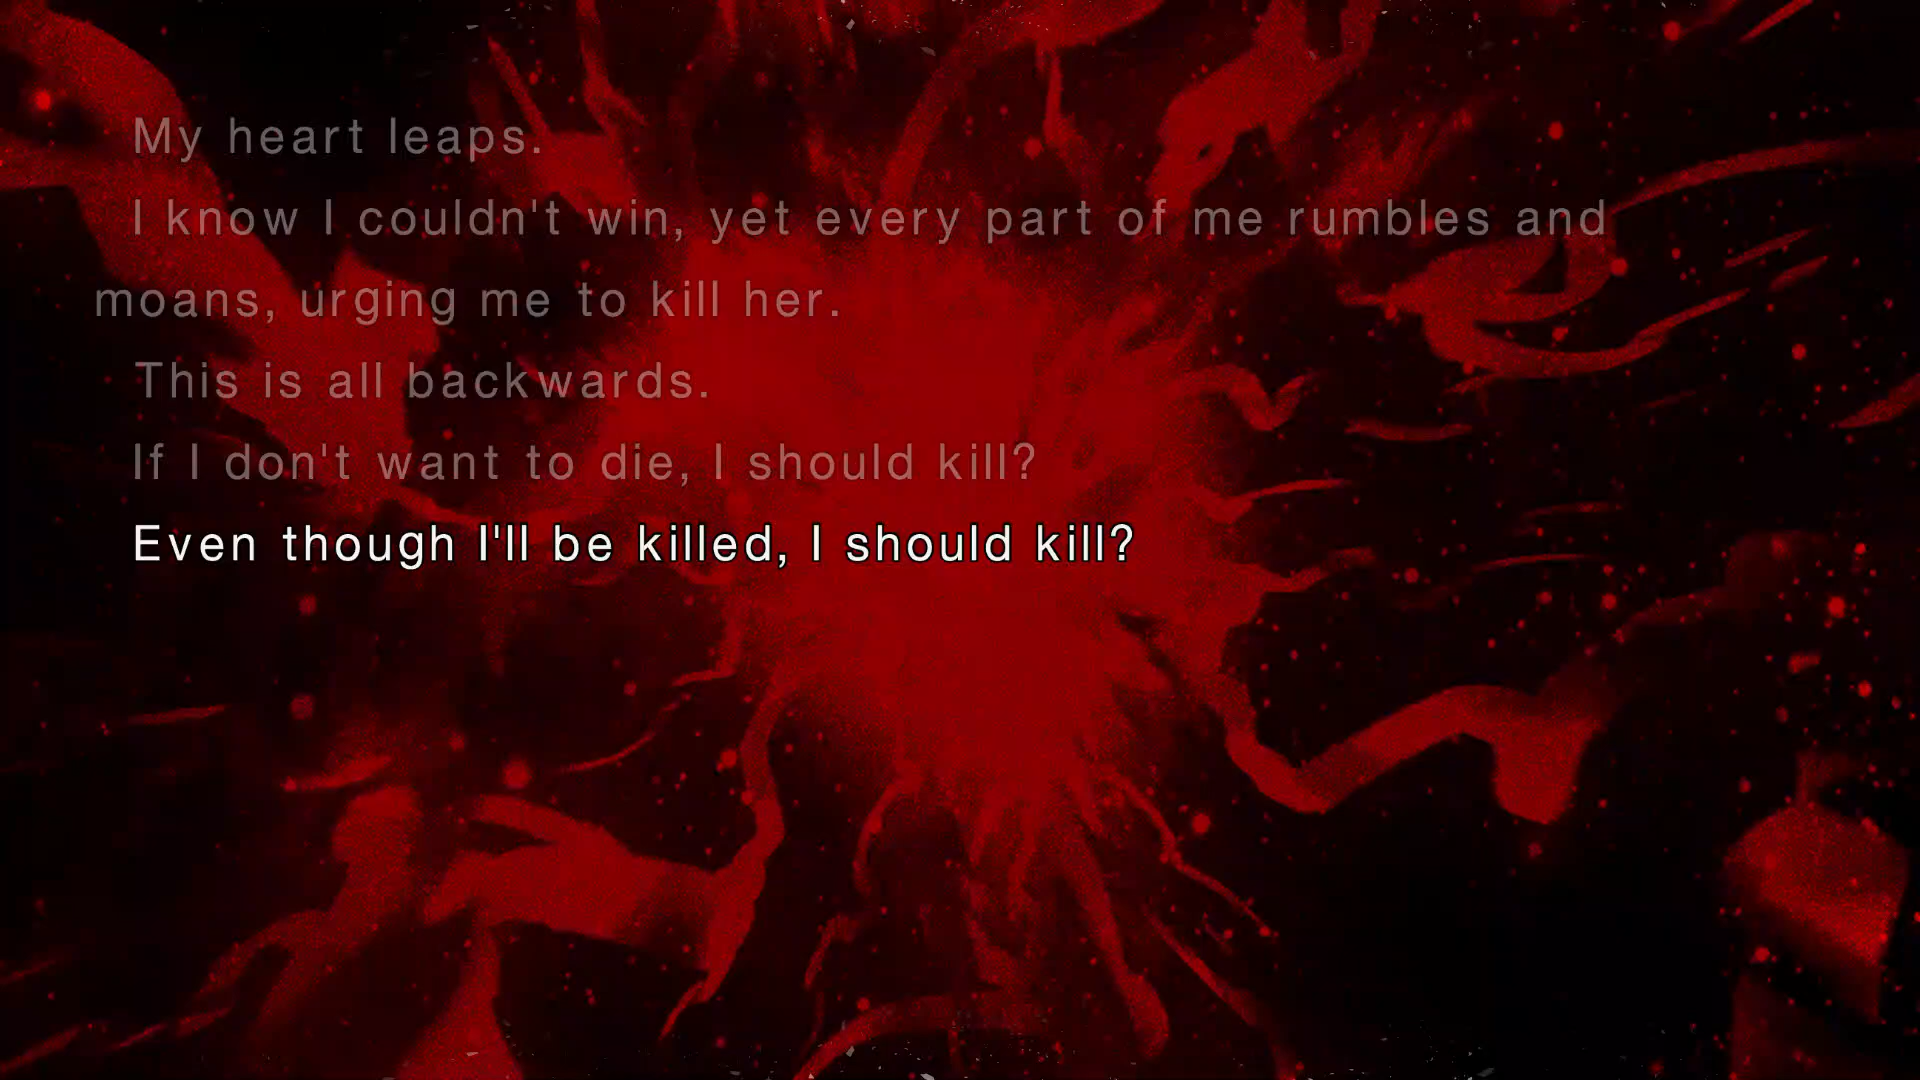 My heart leaps.
I know I couldn't win, yet every part of me rumbles and
moans, urging me to kill her.
This is all backwards.
If I don't want to die, I should kill?
Even though I'll be killed, I should kill?